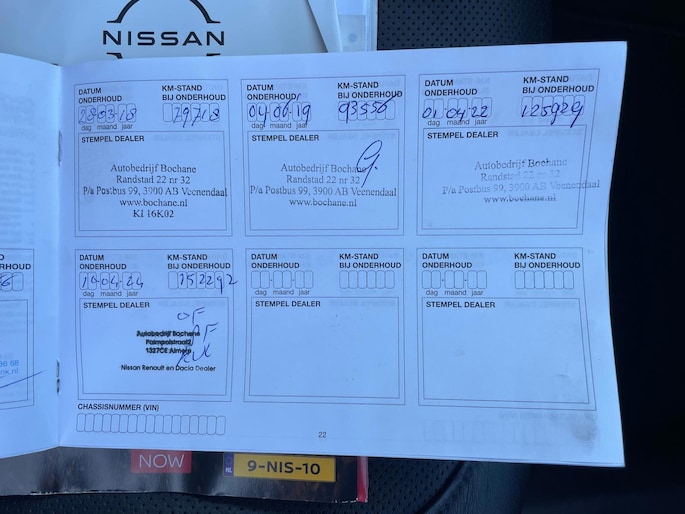 NISSAN
DATUM ONDERHOUD
KM-STAND BIJ ONDERHOUD
28 03 18
79718
dag maand jaar
STEMPEL DEALER
Autobedrijf Bochane
Randstad 22 nr 32
P/a Postbus 99, 3900 AB Veenendaal
www.bochane.nl
KI 16K02
DATUM ONDERHOUD
KM-STAND BIJ ONDERHOUD
04 06 19
93556
dag maand jaar
STEMPEL DEALER
Autobedrijf Bochane
Randstad 22 nr 32
P/a Postbus 99, 3900 AB Veenendaal
www.bochane.nl
DATUM ONDERHOUD
KM-STAND BIJ ONDERHOUD
01 04 22
125929
dag maand jaar
STEMPEL DEALER
Autobedrijf Bochane
Randstad 22 nr 32
P/a Postbus 99, 3900 AB Veenendaal
www.bochane.nl
DATUM ONDERHOUD
KM-STAND BIJ ONDERHOUD
04 24
152292
dag maand jaar
STEMPEL DEALER
Autobedrijf Bochane
1327CE Almere
Nissan Renault en Dacia Dealer
DATUM ONDERHOUD
KM-STAND BIJ ONDERHOUD
dag maand jaar
STEMPEL DEALER
DATUM ONDERHOUD
KM-STAND BIJ ONDERHOUD
dag maand jaar
STEMPEL DEALER
CHASSISNUMMER (VIN)
22
NOW
NL
9-NIS-10